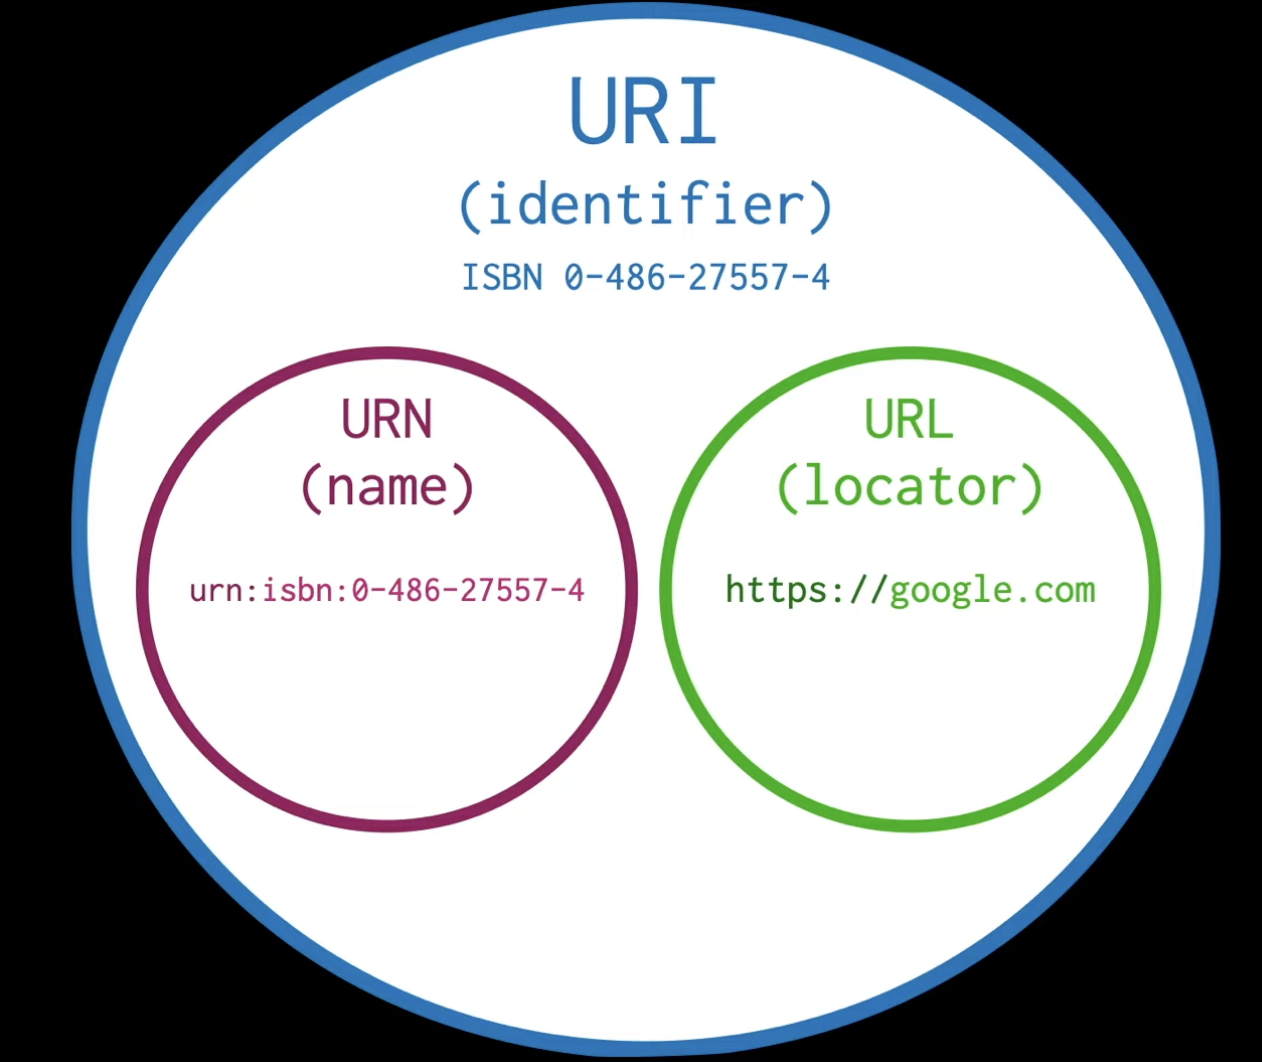 URI
(identifier)
ISBN 0-486-27557-4
URN
(name)
urn:isbn:0-486-27557-4
URL
(locator)
https://google.com